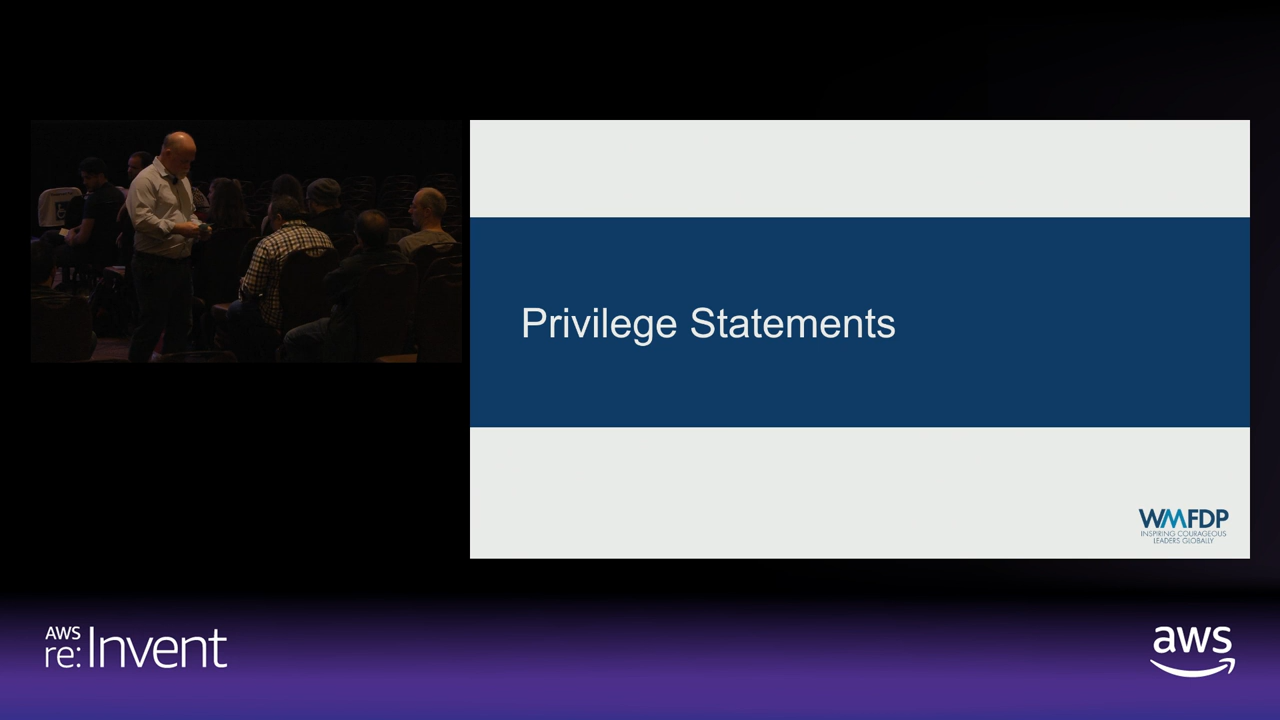 Privilege Statements
WMFDP
INSPIRING COURAGEOUS
LEADERS GLOBALLY
AWS
re:Invent
aws